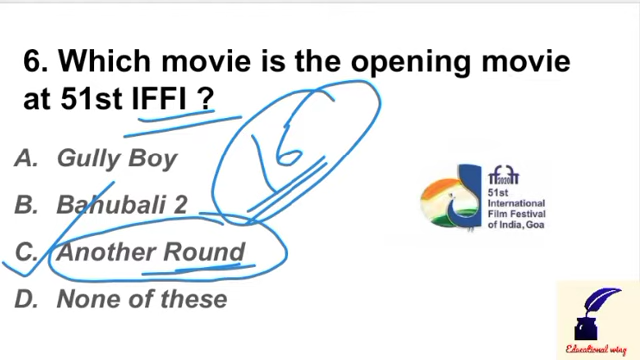 6. Which movie is the opening movie
at 51st IFFI ?
16
A. Gully Boy
B. Bahubali 2
C. Another Round
D. None of these
51st
International
Film Festival
of India, Goa
Educational wing